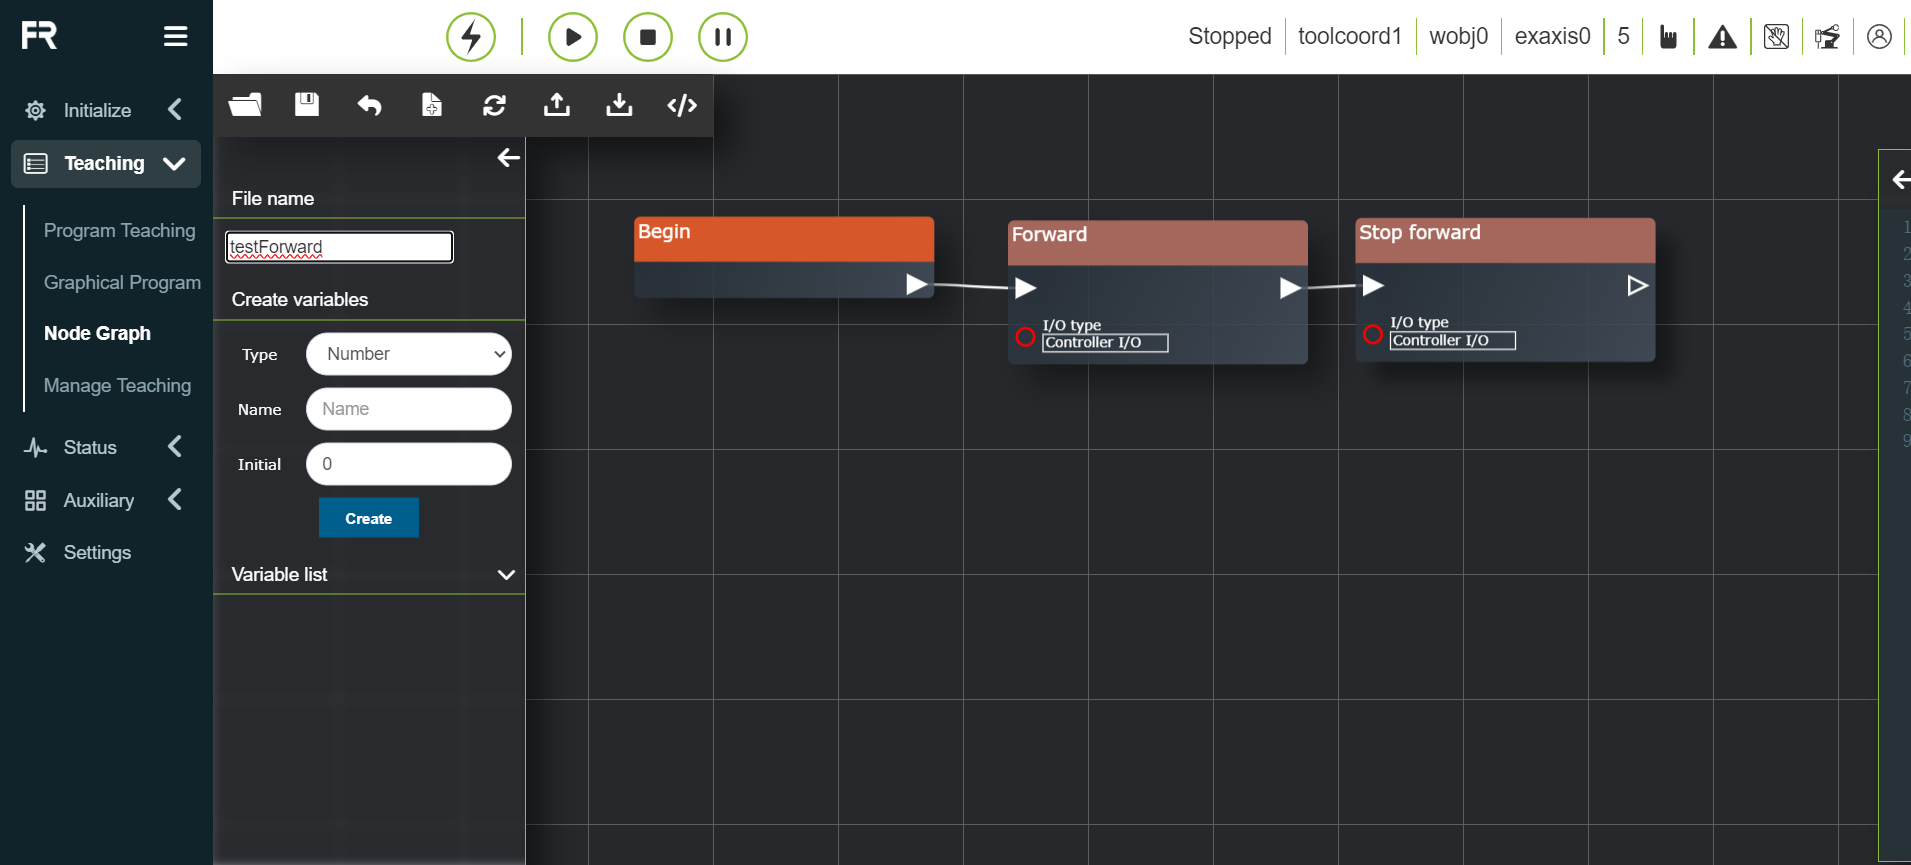 FR
Stopped
toolcoord1
wobj0
exaxis0
5
Initialize
Teaching
Program Teaching
Graphical Program
Node Graph
Manage Teaching
Status
Auxiliary
Settings
File name
testForward
Create variables
Type
Number
Name
Name
Initial
0
Create
Variable list
Begin
Forward
I/O type
Controller I/O
Stop forward
I/O type
Controller I/O
1
2
3
4
5
6
7
8
9